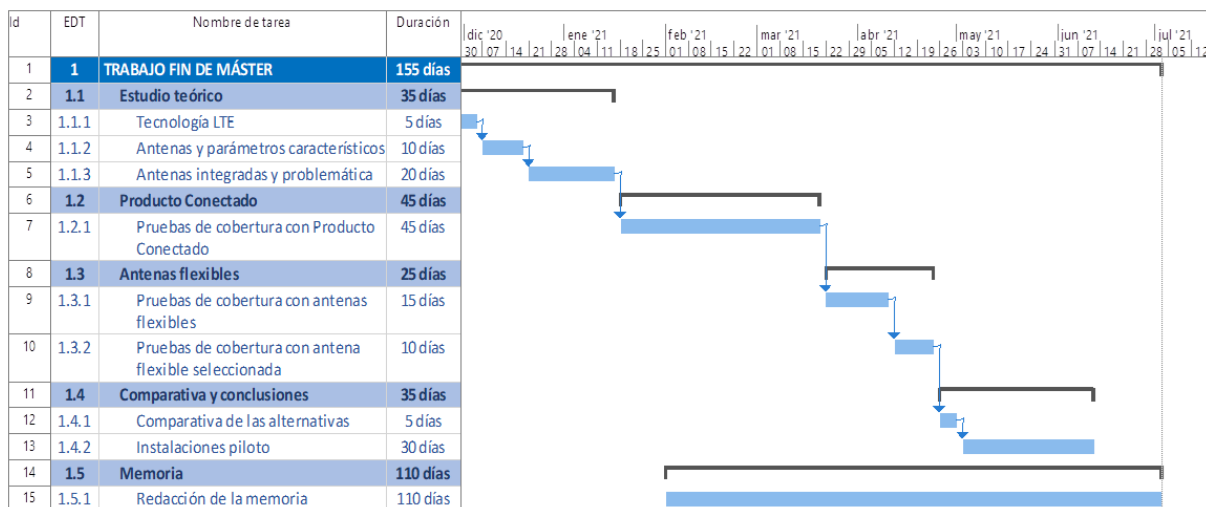 Id EDT Nombre de tarea Duración
dic '20 ene '21 feb '21 mar '21 abr '21 may '21 jun '21 jul '21
30 07 14 21 28 04 11 18 25 01 08 15 22 01 08 15 22 29 05 12 19 26 03 10 17 24 31 07 14 21 28 05 12
1 1 TRABAJO FIN DE MÁSTER 155 días
2 1.1 Estudio teórico 35 días
3 1.1.1 Tecnología LTE 5 días
4 1.1.2 Antenas y parámetros característicos 10 días
5 1.1.3 Antenas integradas y problemática 20 días
6 1.2 Producto Conectado 45 días
7 1.2.1 Pruebas de cobertura con Producto 45 días
Conectado
8 1.3 Antenas flexibles 25 días
9 1.3.1 Pruebas de cobertura con antenas 15 días
flexibles
10 1.3.2 Pruebas de cobertura con antena 10 días
flexible seleccionada
11 1.4 Comparativa y conclusiones 35 días
12 1.4.1 Comparativa de las alternativas 5 días
13 1.4.2 Instalaciones piloto 30 días
14 1.5 Memoria 110 días
15 1.5.1 Redacción de la memoria 110 días